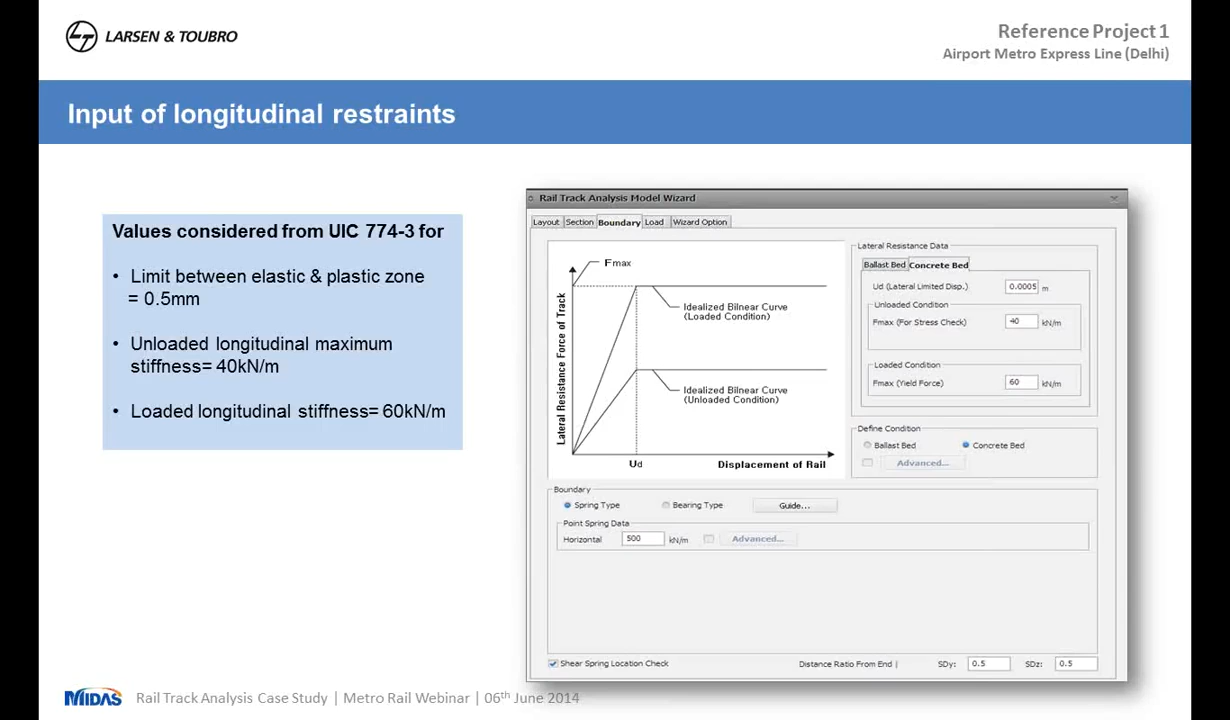 LARSEN & TOUBRO
Reference Project 1
Airport Metro Express Line (Delhi)
Input of longitudinal restraints
Values considered from UIC 774-3 for
• Limit between elastic & plastic zone
= 0.5mm
• Unloaded longitudinal maximum
stiffness= 40kN/m
• Loaded longitudinal stiffness= 60kN/m
Rail Track Analysis Model Wizard
Layout Section Boundary Load Wizard Option
Fmax
Idealized Bilnear Curve
(Loaded Condition)
Idealized Bilnear Curve
(Unloaded Condition)
Lateral Resistance Force of Track
Ud
Displacement of Rail
Lateral Resistance Data
Ballast Bed Concrete Bed
Ud (Lateral Limited Disp.) 0.0005 m
Unloaded Condition
Fmax (For Stress Check) 40 kN/m
Loaded Condition
Fmax (Yield Force) 60 kN/m
Define Condition
Ballast Bed Concrete Bed
Advanced...
Boundary
Spring Type Bearing Type Guide...
Point Spring Data
Horizontal 500 kN/m Advanced...
Shear Spring Location Check Distance Ratio From End | SDy: 0.5 SDz: 0.5
MIDAS Rail Track Analysis Case Study | Metro Rail Webinar | 06th June 2014